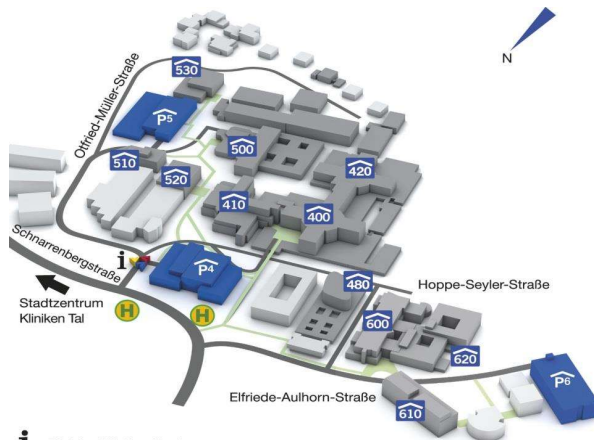 N
530
Otfried-Müller-Straße
P5
500
510
520
420
410
400
i
P4
Schnarrenbergstraße
480
Hoppe-Seyler-Straße
Stadtzentrum
Kliniken Tal
H
H
600
620
P6
Elfriede-Aulhorn-Straße
610
i